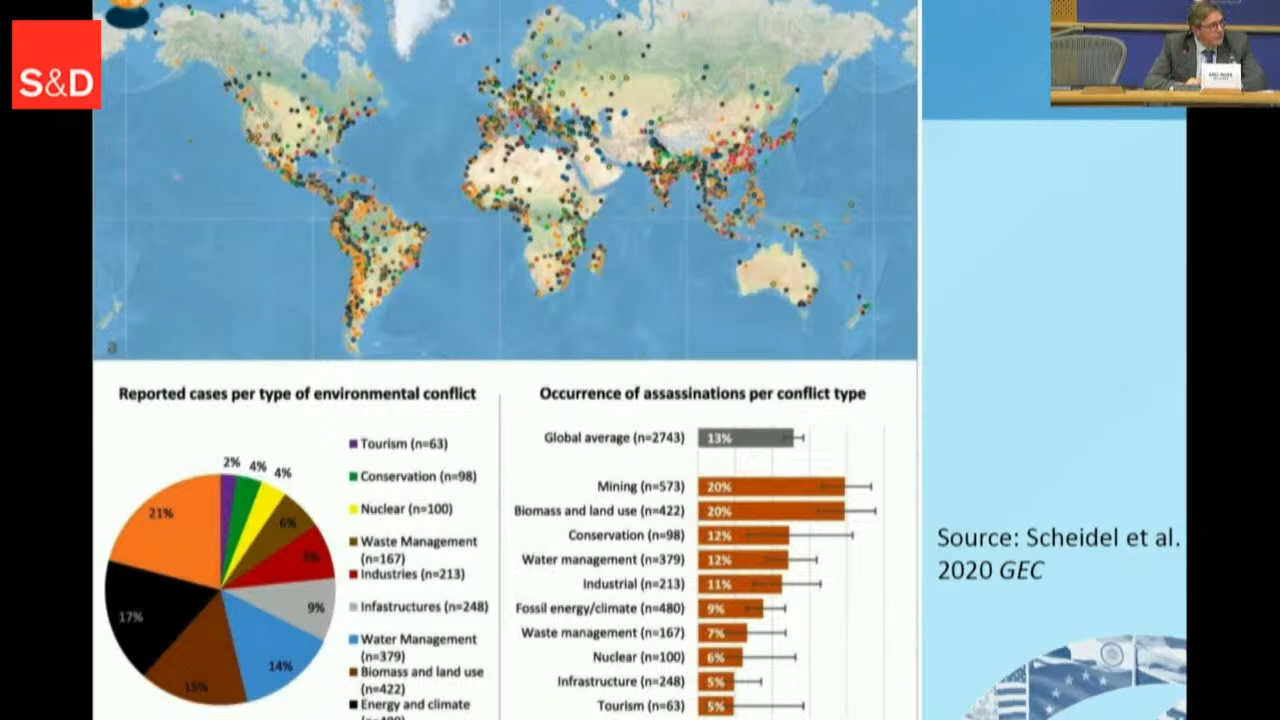 S&D
a
Reported cases per type of environmental conflict
2%
4%
4%
6%
9%
14%
15%
17%
21%
Tourism (n=63)
Conservation (n=98)
Nuclear (n=100)
Waste Management
(n=167)
Industries (n=213)
Infastructures (n=248)
Water Management
(n=379)
Biomass and land use
(n=422)
Energy and climate
Occurrence of assassinations per conflict type
Global average (n=2743) 13%
Mining (n=573) 20%
Biomass and land use (n=422) 20%
Conservation (n=98) 12%
Water management (n=379) 12%
Industrial (n=213) 11%
Fossil energy/climate (n=480) 9%
Waste management (n=167) 7%
Nuclear (n=100) 6%
Infrastructure (n=248) 5%
Tourism (n=63) 5%
Source: Scheidel et al.
2020 GEC